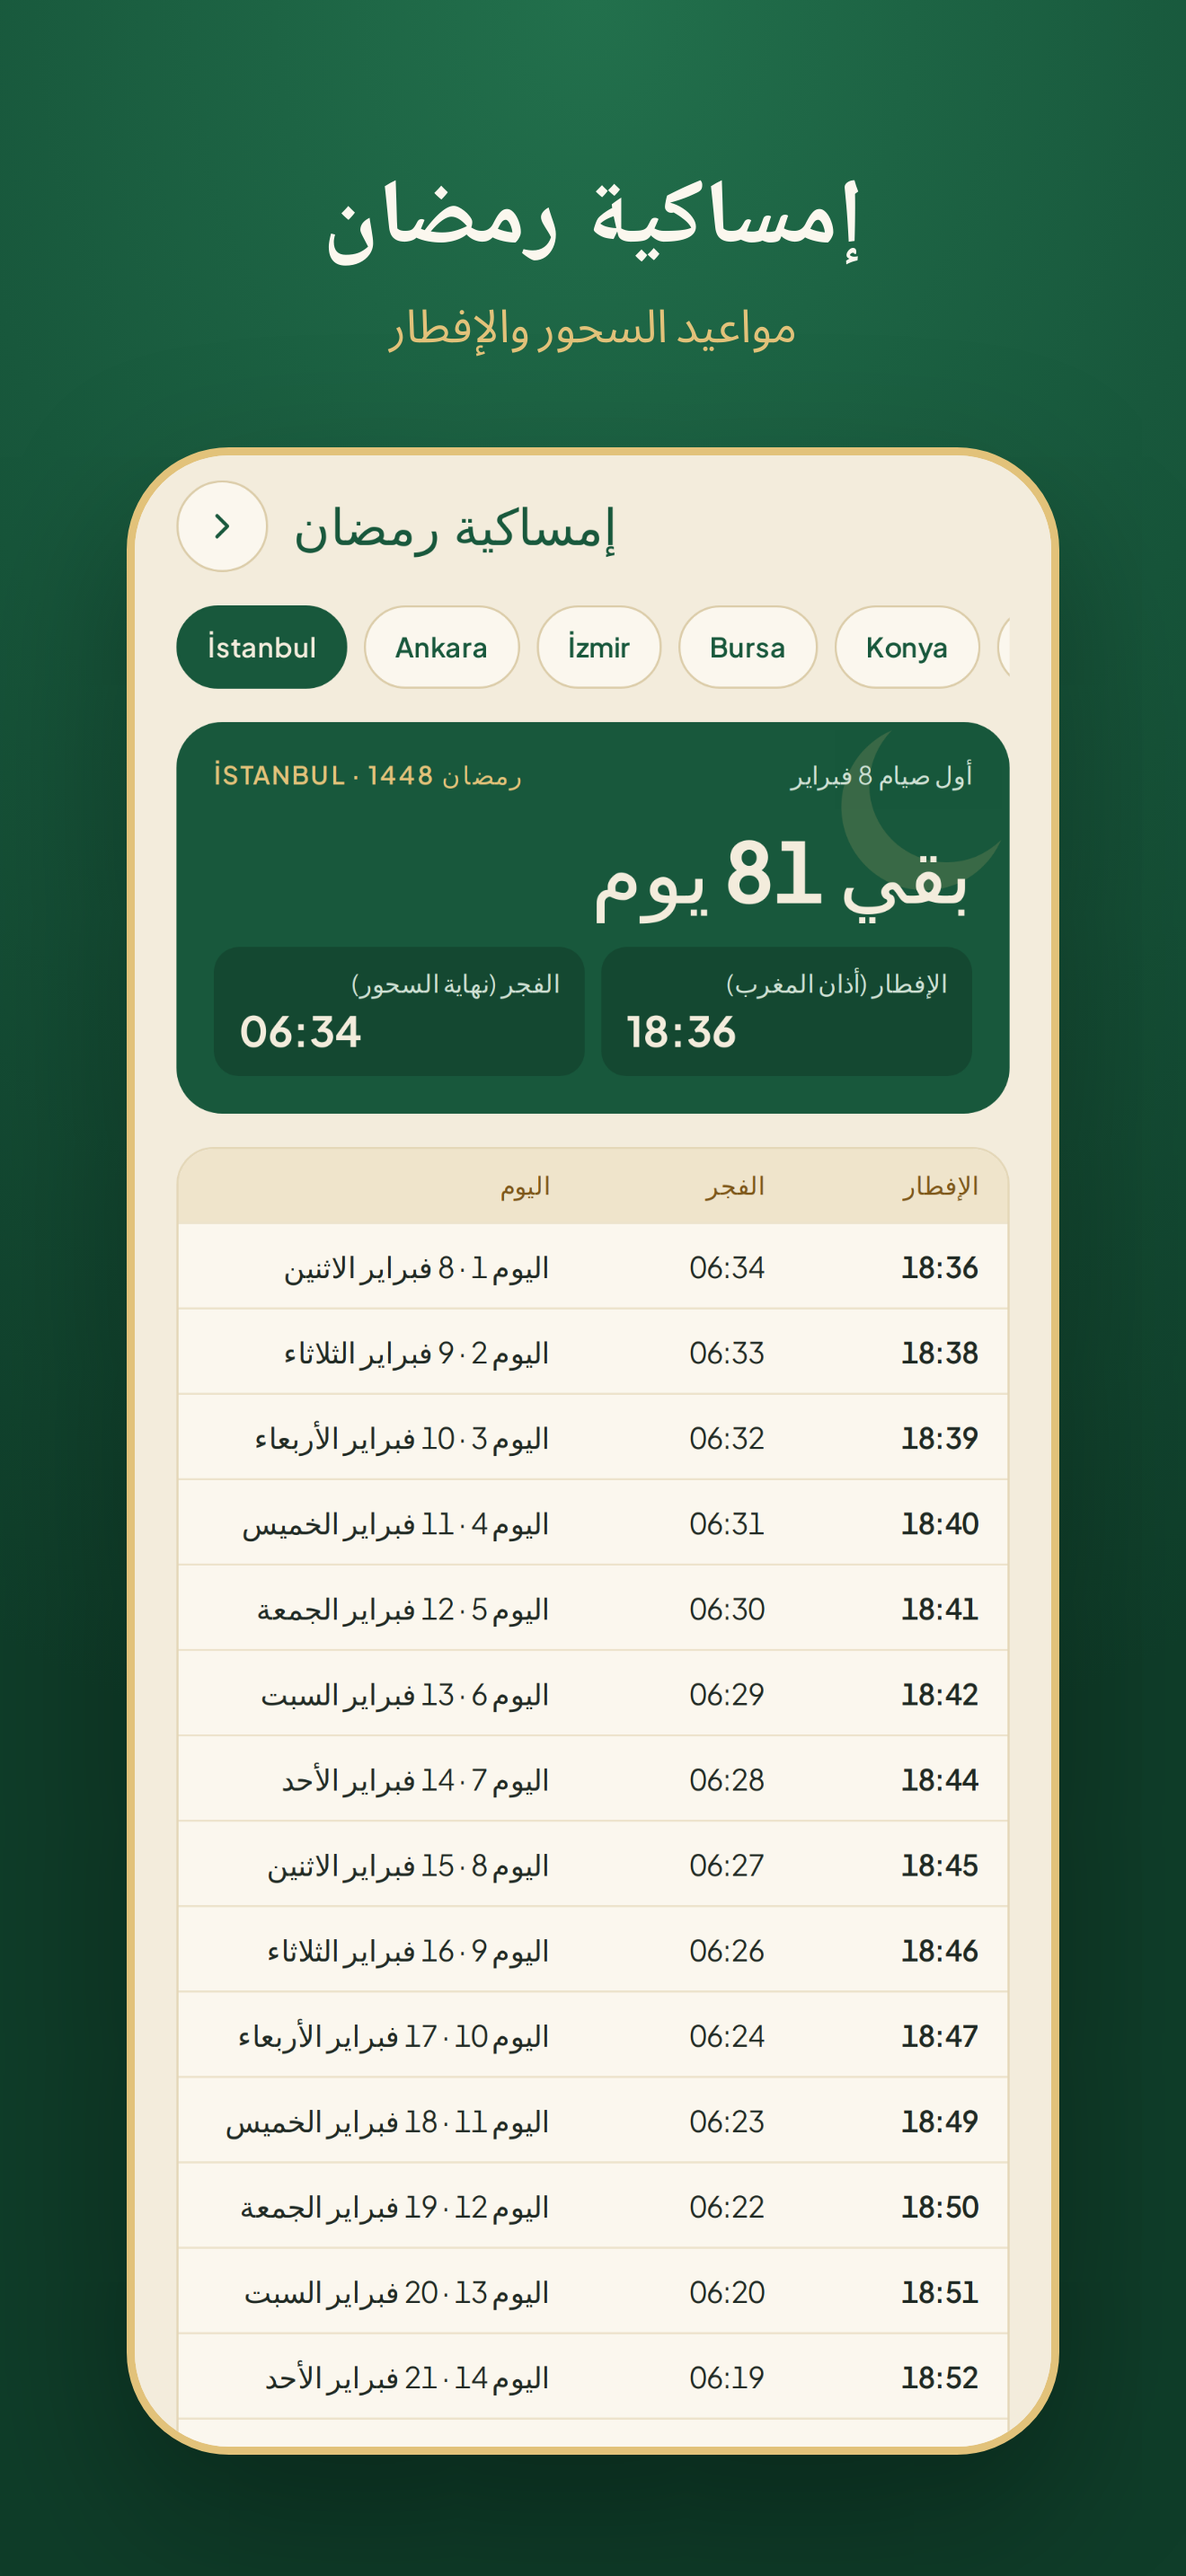 إمساكية رمضان
مواعيد السحور والإفطار
إمساكية رمضان
İstanbul Ankara İzmir Bursa Konya
أول صيام 8 فبراير
İSTANBUL · 1448 رمضان
بقي 81 يوم
الإفطار (أذان المغرب) الفجر (نهاية السحور)
18:36 06:34
الإفطار الفجر اليوم
18:36 06:34 اليوم 1 · 8 فبراير الاثنين
18:38 06:33 اليوم 2 · 9 فبراير الثلاثاء
18:39 06:32 اليوم 3 · 10 فبراير الأربعاء
18:40 06:31 اليوم 4 · 11 فبراير الخميس
18:41 06:30 اليوم 5 · 12 فبراير الجمعة
18:42 06:29 اليوم 6 · 13 فبراير السبت
18:44 06:28 اليوم 7 · 14 فبراير الأحد
18:45 06:27 اليوم 8 · 15 فبراير الاثنين
18:46 06:26 اليوم 9 · 16 فبراير الثلاثاء
18:47 06:24 اليوم 10 · 17 فبراير الأربعاء
18:49 06:23 اليوم 11 · 18 فبراير الخميس
18:50 06:22 اليوم 12 · 19 فبراير الجمعة
18:51 06:20 اليوم 13 · 20 فبراير السبت
18:52 06:19 اليوم 14 · 21 فبراير الأحد